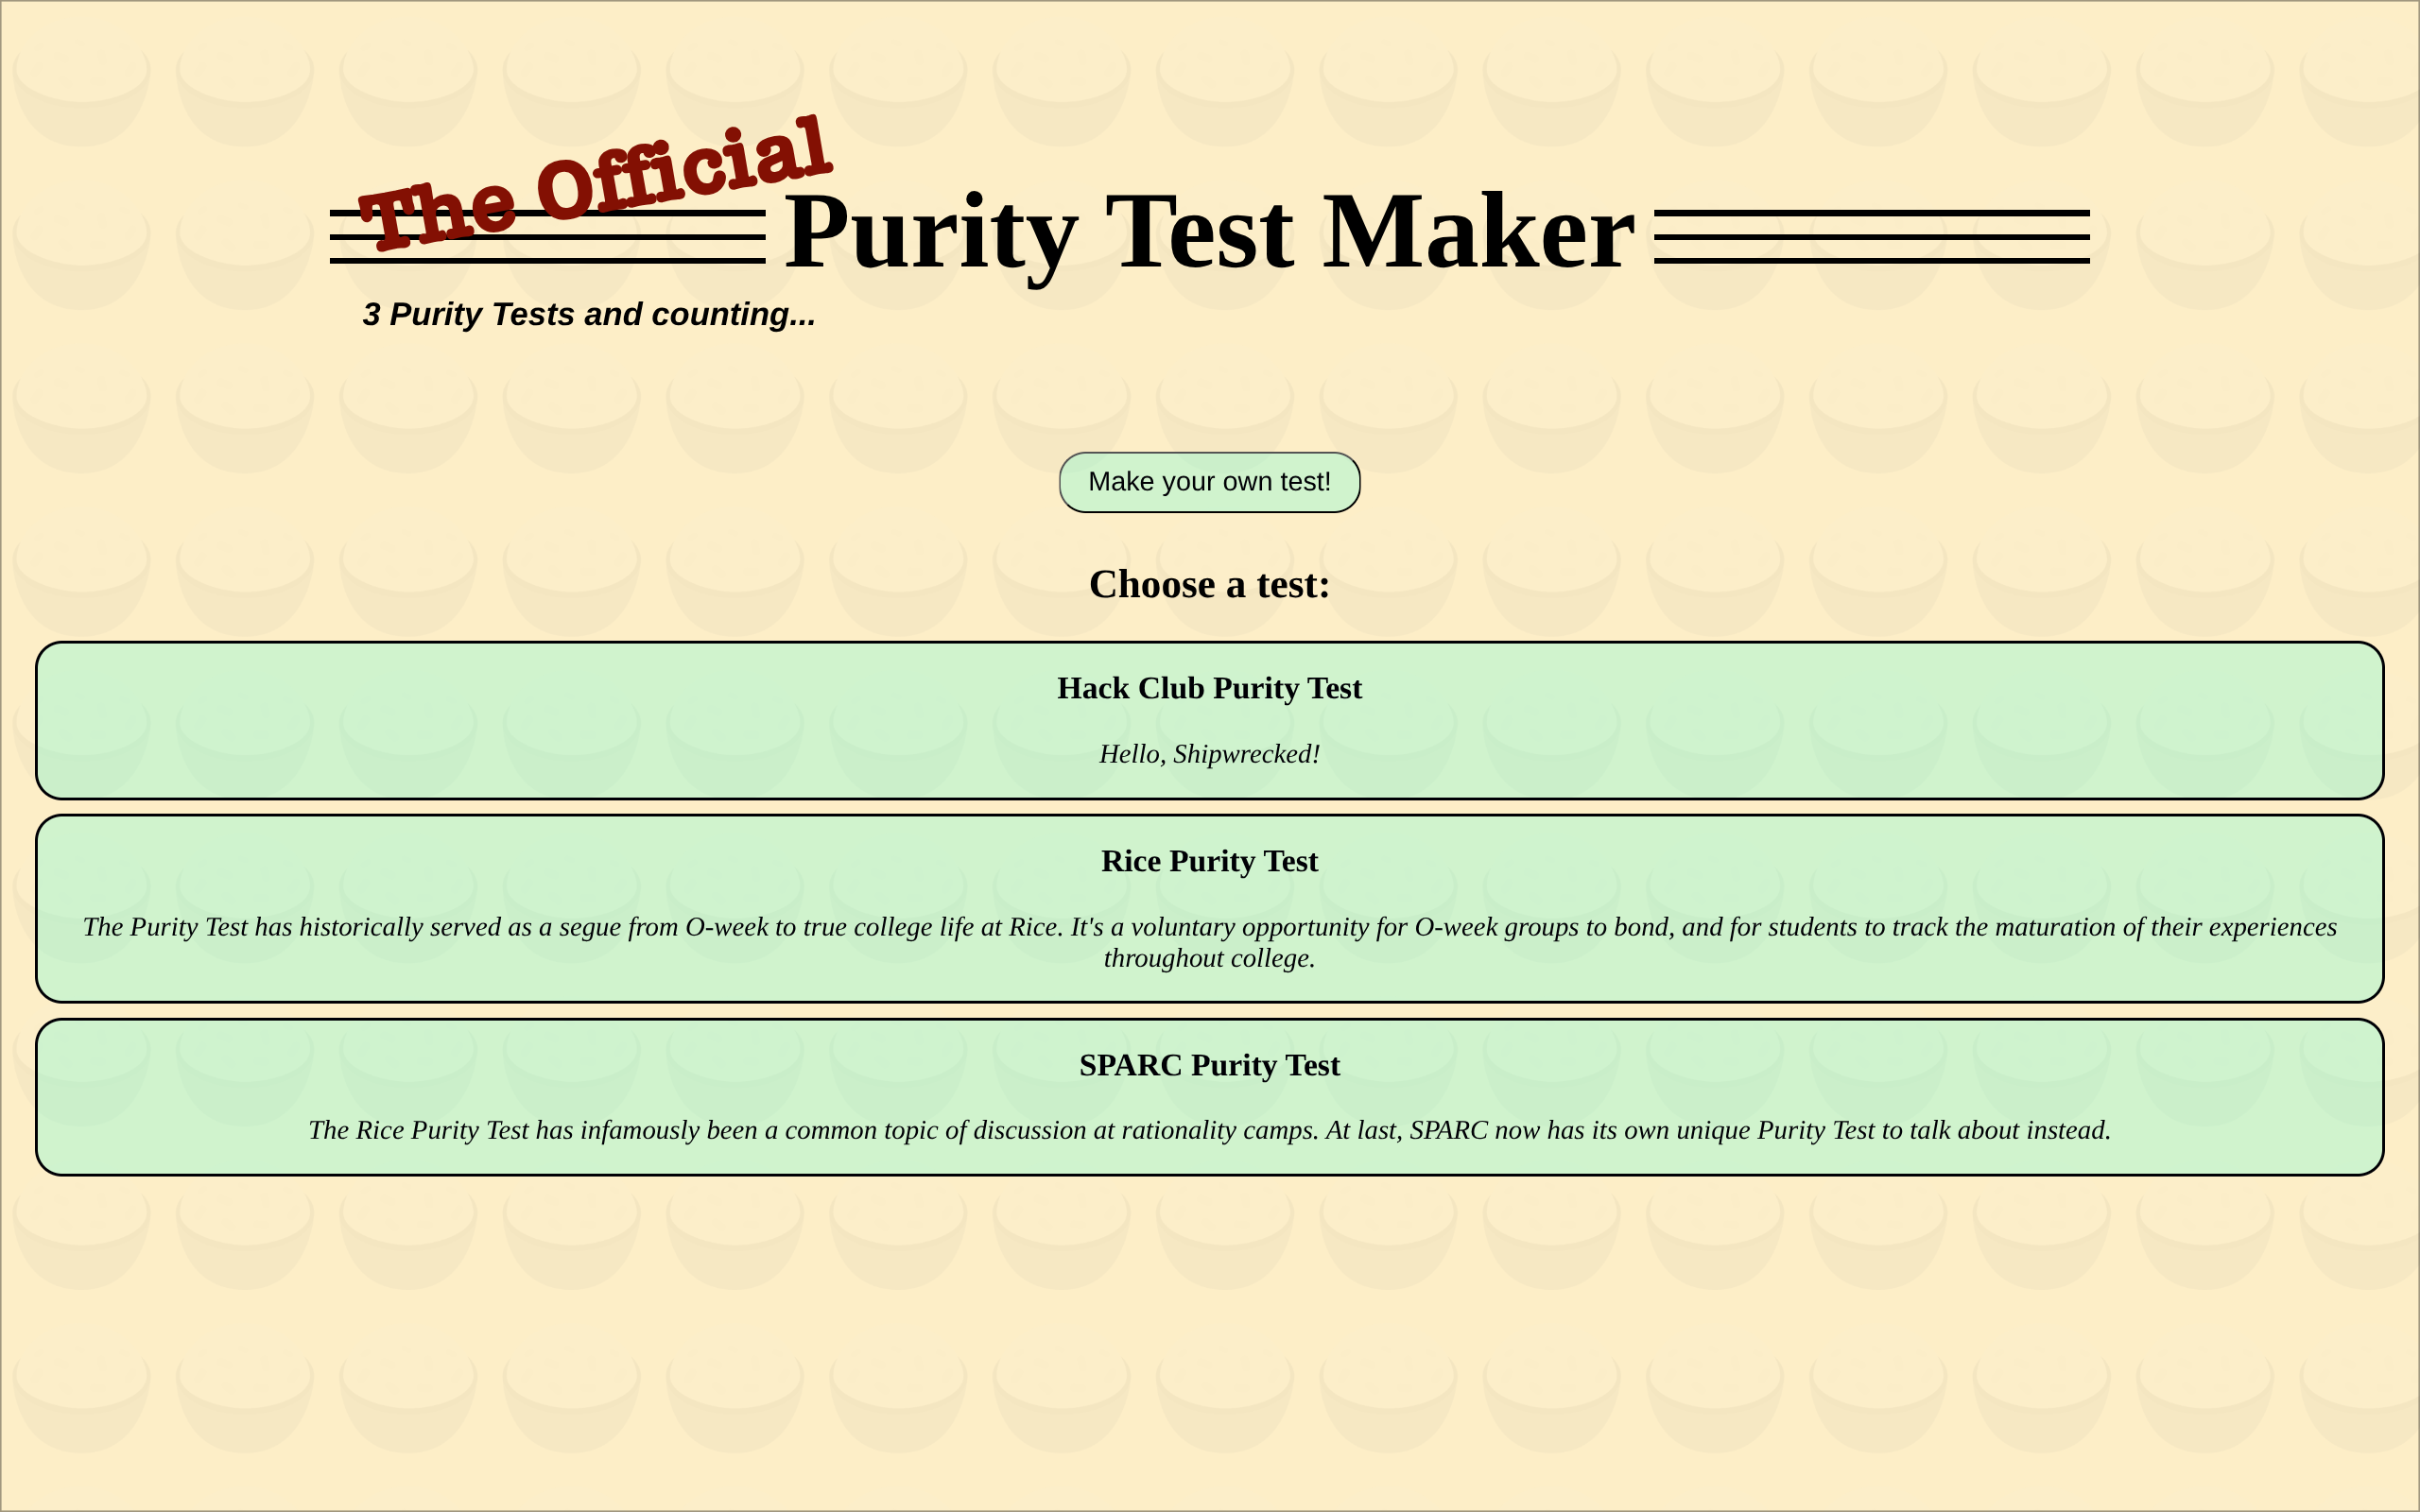 The Official
Purity Test Maker
3 Purity Tests and counting...
Make your own test!
Choose a test:
Hack Club Purity Test
Hello, Shipwrecked!
Rice Purity Test
The Purity Test has historically served as a segue from O-week to true college life at Rice. It's a voluntary opportunity for O-week groups to bond, and for students to track the maturation of their experiences
throughout college.
SPARC Purity Test
The Rice Purity Test has infamously been a common topic of discussion at rationality camps. At last, SPARC now has its own unique Purity Test to talk about instead.